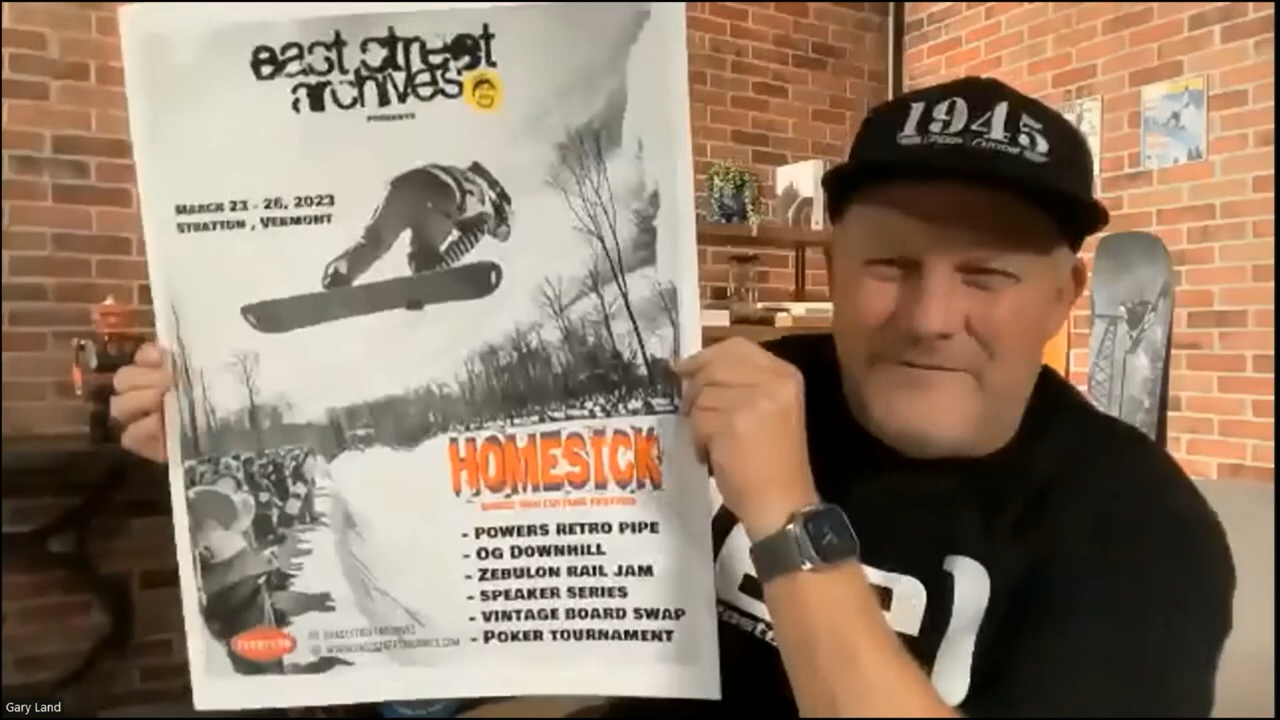 east street
archives
PRESENTS
MARCH 23 - 26, 2023
STRATTON, VERMONT
HOMESICK
- POWERS RETRO PIPE
- OG DOWNHILL
- ZEBULON RAIL JAM
- SPEAKER SERIES
- VINTAGE BOARD SWAP
- POKER TOURNAMENT
1945
Gary Land